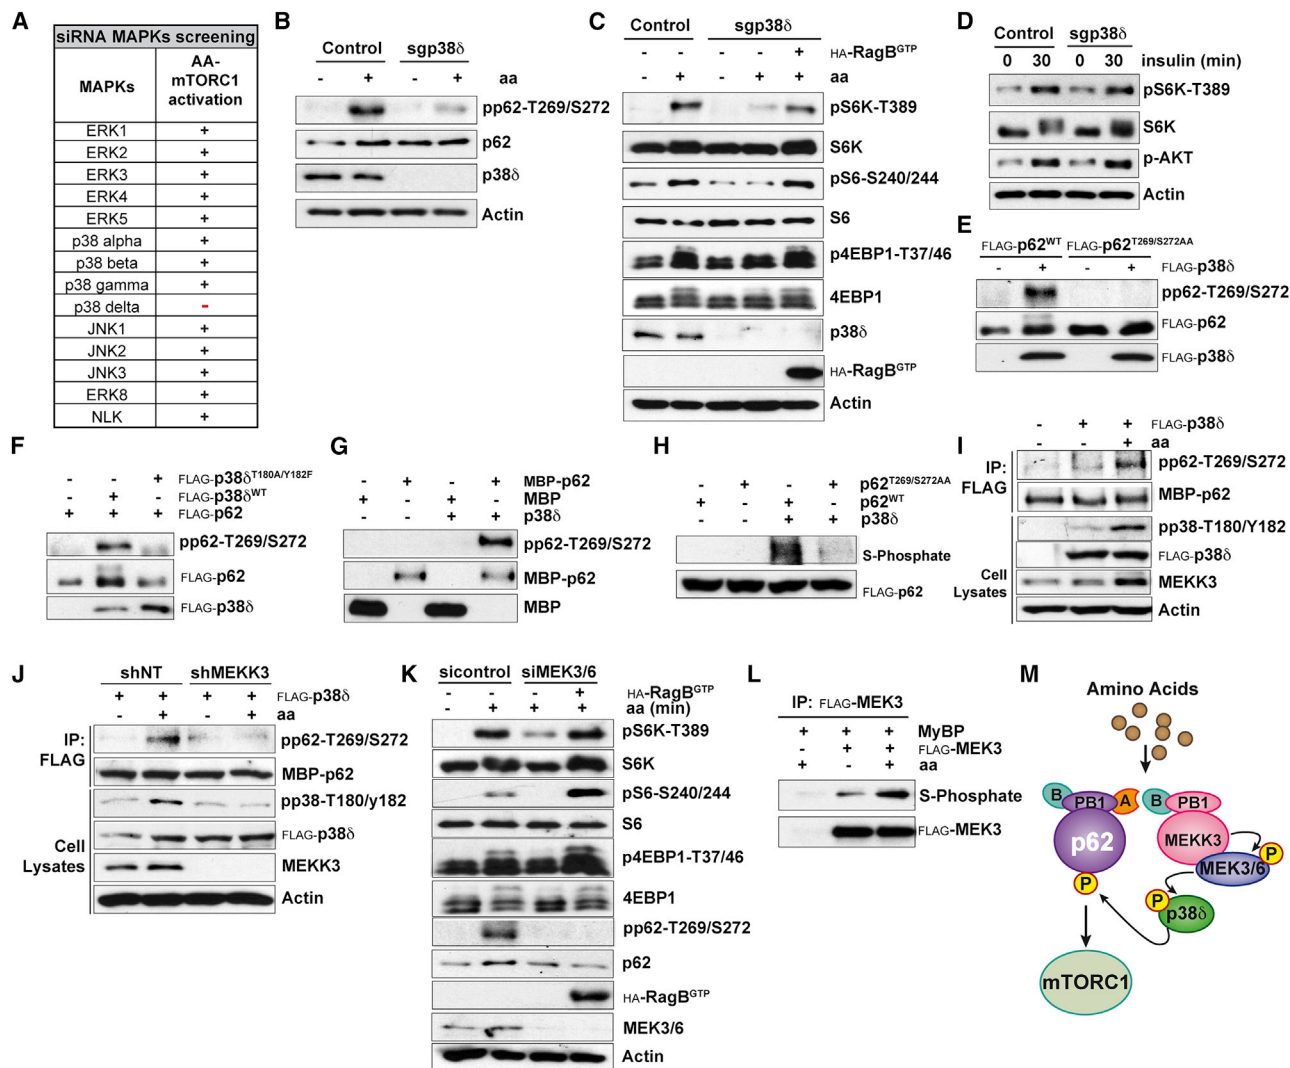 A
siRNA MAPKs screening
MAPKs AA-mTORC1 activation
ERK1 +
ERK2 +
ERK3 +
ERK4 +
ERK5 +
p38 alpha +
p38 beta +
p38 gamma +
p38 delta -
JNK1 +
JNK2 +
JNK3 +
ERK8 +
NLK +
B
Control sgp38δ
- + - + aa
pp62-T269/S272
p62
p38δ
Actin
C
Control sgp38δ
- - - - + HA-RagBGTP
- + - + + aa
pS6K-T389
S6K
pS6-S240/244
S6
p4EBP1-T37/46
4EBP1
p38δ
HA-RagBGTP
Actin
D
Control sgp38δ
0 30 0 30 insulin (min)
pS6K-T389
S6K
p-AKT
Actin
E
FLAG-p62WT FLAG-p62T269/S272AA
- + - + FLAG-p38δ
pp62-T269/S272
FLAG-p62
FLAG-p38δ
F
- - + FLAG-p38δT180A/Y182F
- + - FLAG-p38δWT
+ + + FLAG-p62
pp62-T269/S272
FLAG-p62
FLAG-p38δ
G
- + - + MBP-p62
+ - + - MBP
- - + + p38δ
pp62-T269/S272
MBP-p62
MBP
H
- + - + p62T269/S272AA
+ - + - p62WT
- - + + p38δ
S-Phosphate
FLAG-p62
I
- + + FLAG-p38δ
- - + aa
IP: FLAG
pp62-T269/S272
MBP-p62
Cell Lysates
pp38-T180/Y182
FLAG-p38δ
MEKK3
Actin
J
shNT shMEKK3
+ + + + FLAG-p38δ
- + - + aa
IP: FLAG
pp62-T269/S272
MBP-p62
Cell Lysates
pp38-T180/y182
FLAG-p38δ
MEKK3
Actin
K
sicontrol siMEK3/6
- - - + HA-RagBGTP
- + + + aa (min)
pS6K-T389
S6K
pS6-S240/244
S6
p4EBP1-T37/46
4EBP1
pp62-T269/S272
p62
HA-RagBGTP
MEK3/6
Actin
L
IP: FLAG-MEK3
+ + + MyBP
- + + FLAG-MEK3
+ - + aa
S-Phosphate
FLAG-MEK3
M
Amino Acids
B PB1 A B PB1
p62 MEKK3
MEK3/6 P
P P
p38δ
mTORC1